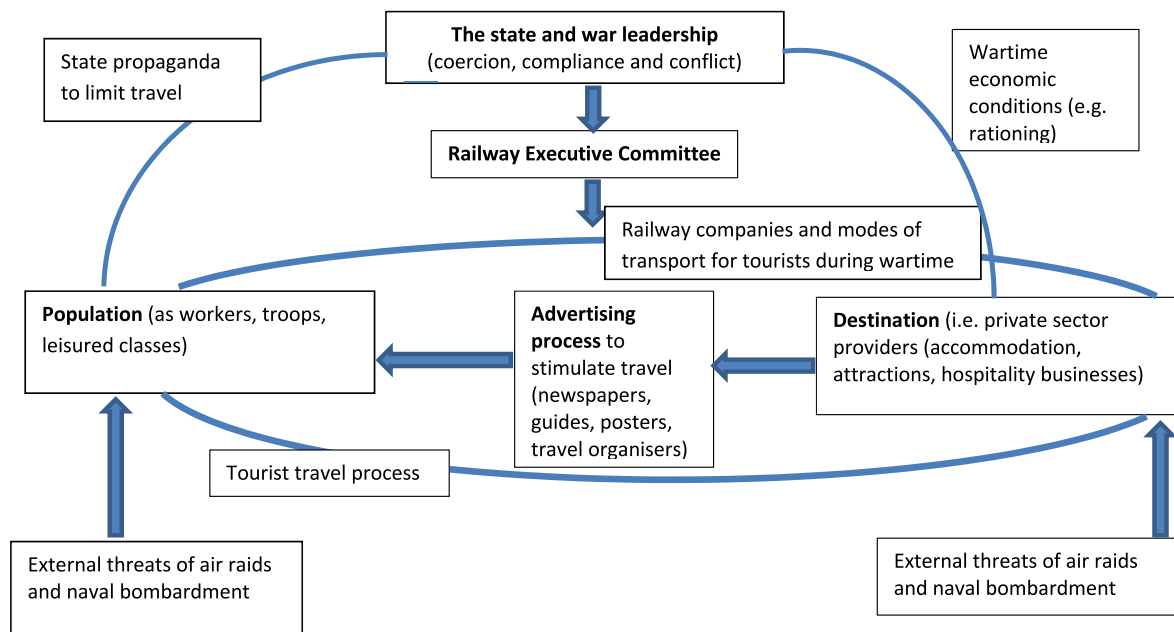 The state and war leadership
(coercion, compliance and conflict)
State propaganda
to limit travel
Wartime
economic
conditions (e.g.
rationing)
Railway Executive Committee
Railway companies and modes of
transport for tourists during wartime
Population (as workers, troops,
leisured classes)
Advertising
process to
stimulate travel
(newspapers,
guides, posters,
travel organisers)
Destination (i.e. private sector
providers (accommodation,
attractions, hospitality businesses)
Tourist travel process
External threats of air raids
and naval bombardment
External threats of air raids
and naval bombardment